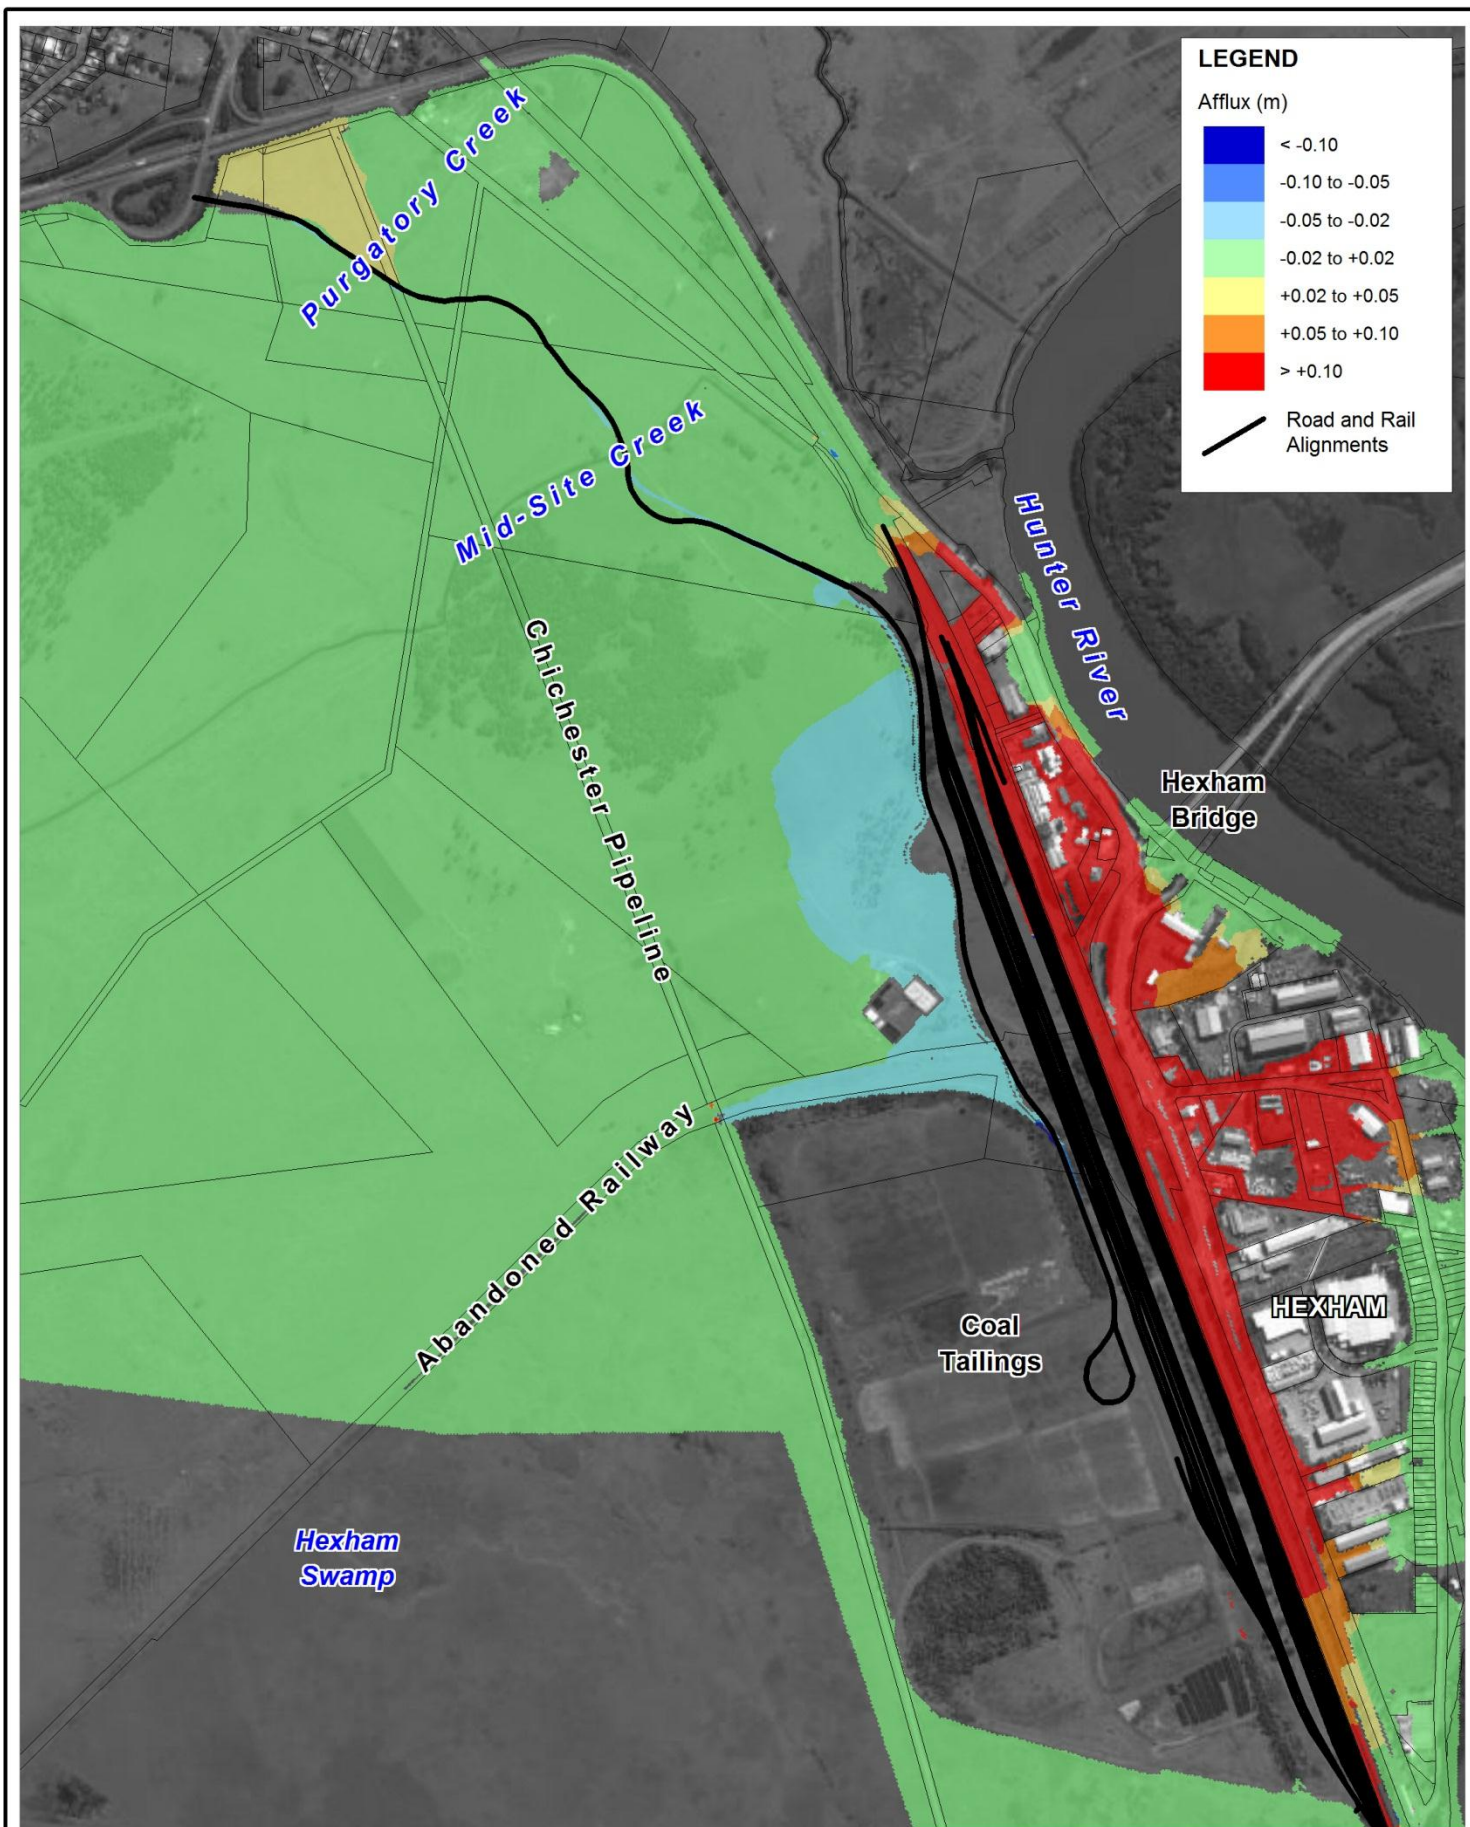 LEGEND
Afflux (m)
< -0.10
-0.10 to -0.05
-0.05 to -0.02
-0.02 to +0.02
+0.02 to +0.05
+0.05 to +0.10
> +0.10
Road and Rail
Alignments
Purgatory Creek
Mid-Site Creek
Hunter River
Chichester Pipeline
Hexham
Bridge
Abandoned Railway
HEXHAM
Coal
Tailings
Hexham
Swamp